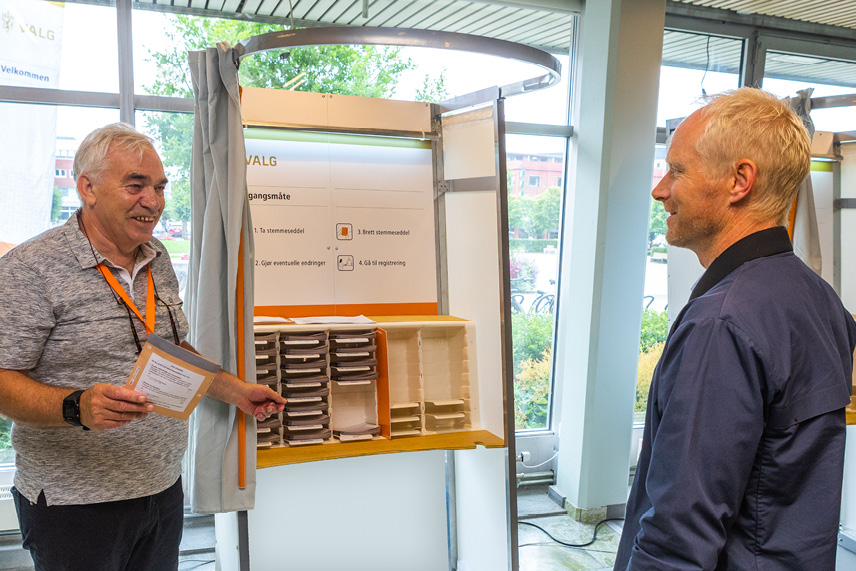 VALG
Velkommen
VALG
gangsmåte
1. Ta stemmeseddel
3. Brett stemmeseddel
2. Gjør eventuelle endringer
4. Gå til registrering